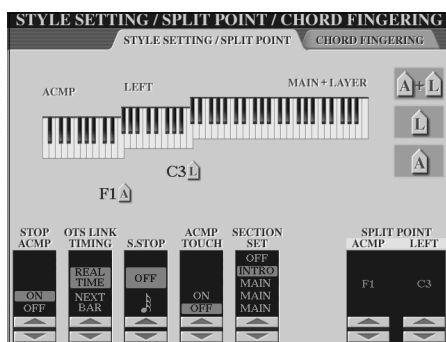 STYLE SETTING / SPLIT POINT / CHORD FINGERING
STYLE SETTING / SPLIT POINT
CHORD FINGERING
ACMP
LEFT
MAIN + LAYER
A + L
L
A
C3 L
F1 A
STOP ACMP
OTS LINK TIMING
S.STOP
ACMP TOUCH
SECTION SET
SPLIT POINT
ACMP LEFT
ON
OFF
REAL TIME
NEXT BAR
OFF
ON
OFF
OFF
INTRO
MAIN
MAIN
MAIN
F1
C3